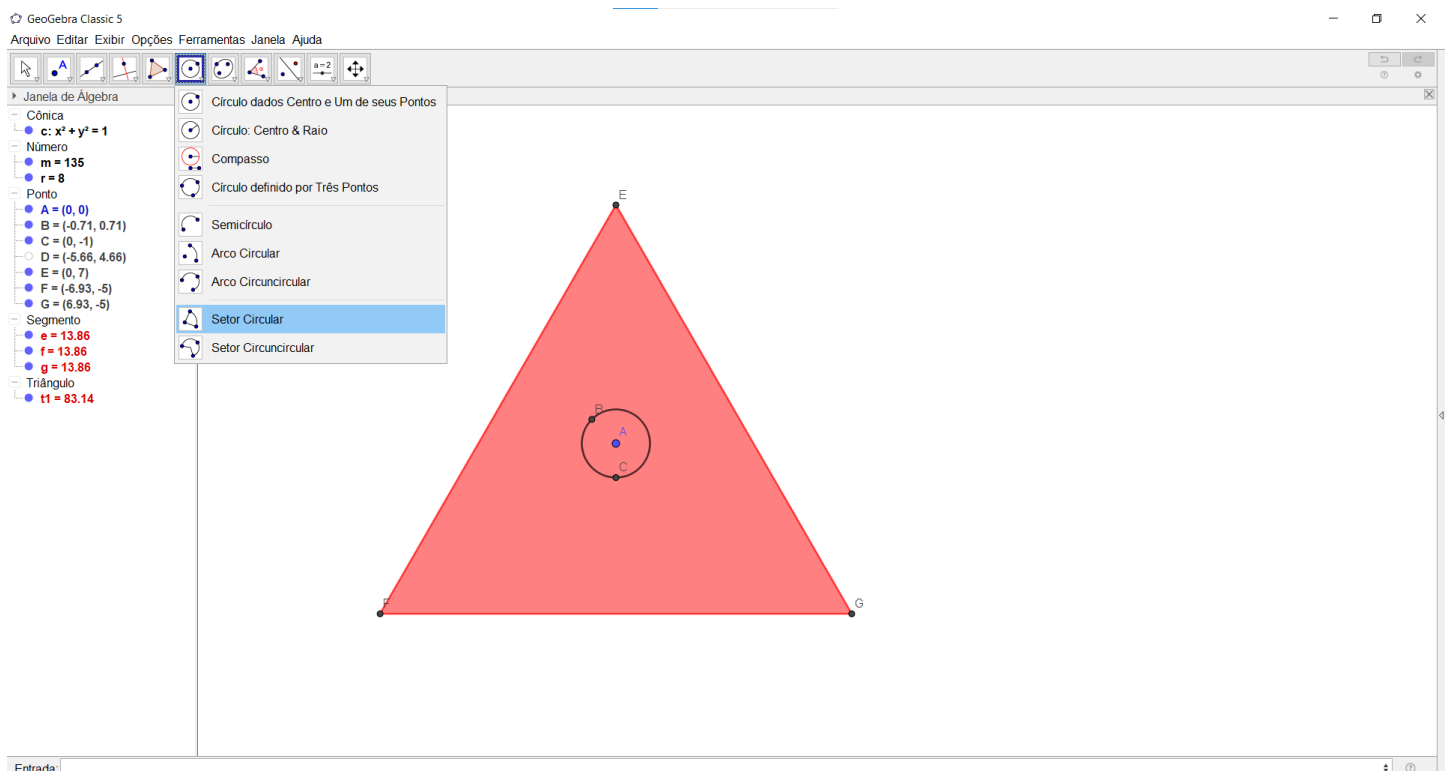 GeoGebra Classic 5
Arquivo Editar Exibir Opções Ferramentas Janela Ajuda
A
α
a=2
Janela de Álgebra
Cônica
c: x² + y² = 1
Número
m = 135
r = 8
Ponto
A = (0, 0)
B = (-0.71, 0.71)
C = (0, -1)
D = (-5.66, 4.66)
E = (0, 7)
F = (-6.93, -5)
G = (6.93, -5)
Segmento
e = 13.86
f = 13.86
g = 13.86
Triângulo
t1 = 83.14
Círculo dados Centro e Um de seus Pontos
Círculo: Centro & Raio
Compasso
Círculo definido por Três Pontos
Semicírculo
Arco Circular
Arco Circuncircular
Setor Circular
Setor Circuncircular
E
B
A
C
F
G
Entrada: